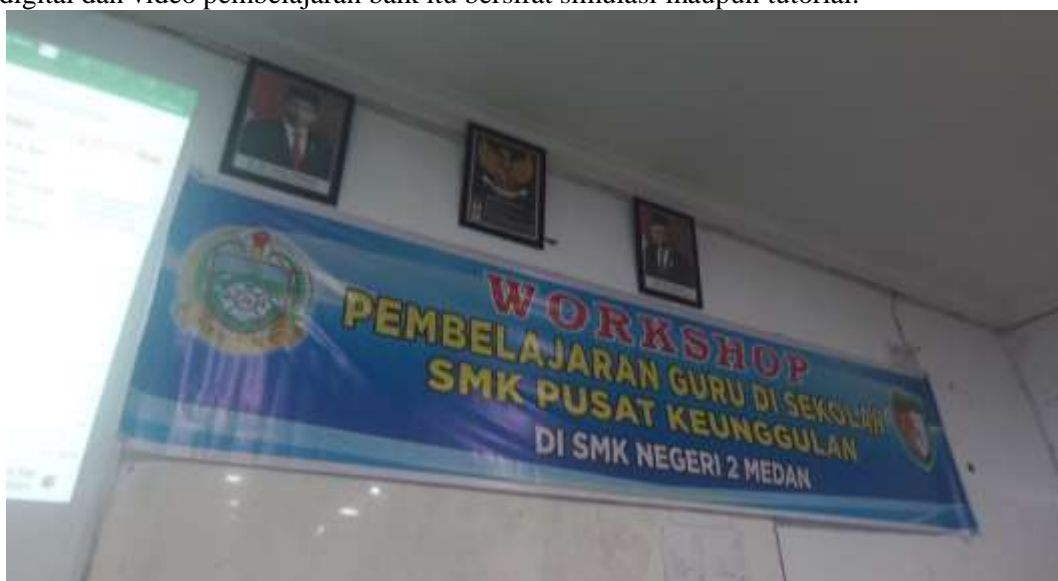 digital dan video pembelajaran baik itu bersifat simulasi maupun tutorial.
WORKSHOP
PEMBELAJARAN GURU DI SEKOLAH
SMK PUSAT KEUNGGULAN
DI SMK NEGERI 2 MEDAN